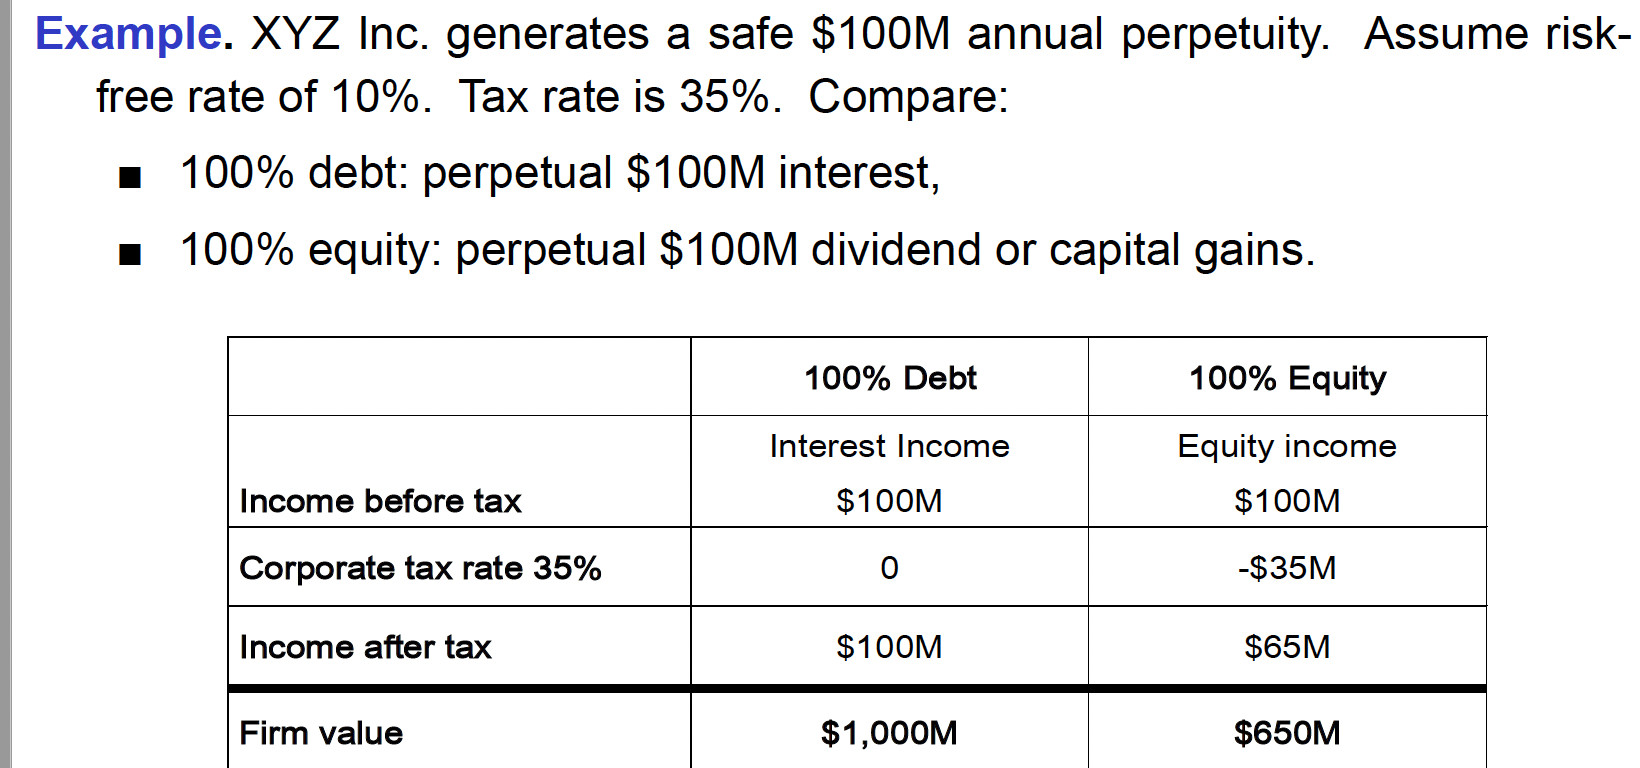 Example. XYZ Inc. generates a safe $100M annual perpetuity. Assume risk-
free rate of 10%. Tax rate is 35%. Compare:
■ 100% debt: perpetual $100M interest,
■ 100% equity: perpetual $100M dividend or capital gains.
100% Debt 100% Equity
Interest Income Equity income
Income before tax $100M $100M
Corporate tax rate 35% 0 -$35M
Income after tax $100M $65M
Firm value $1,000M $650M